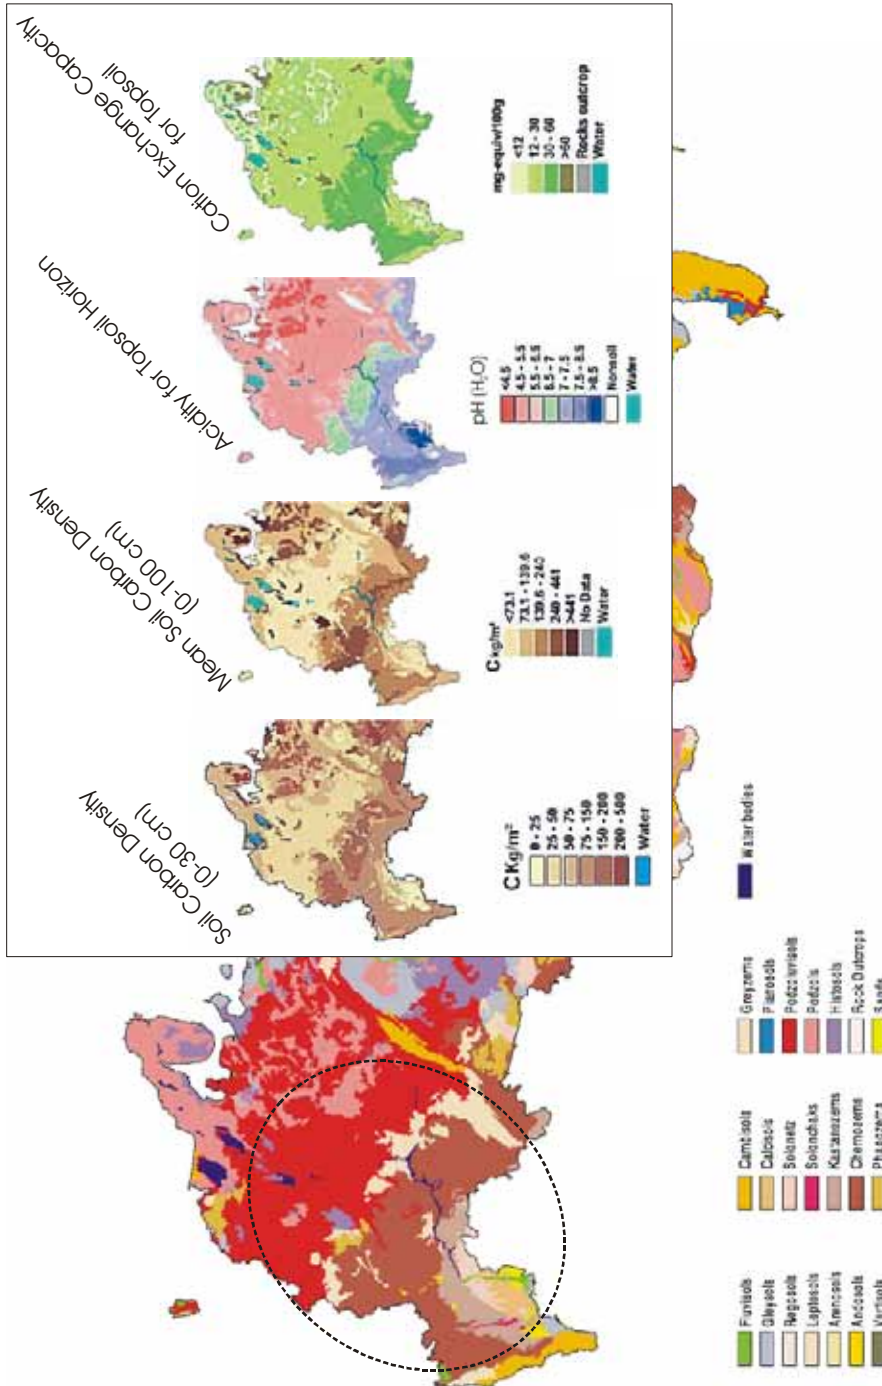 Soil Carbon Density
(0-30 cm)
CKg/m²
0 - 25
25 - 50
50 - 75
75 - 150
150 - 200
200 - 500
Water
Mean Soil Carbon Density
(0-100 cm)
Ckg/m²
<73.1
73.1 - 139.6
139.6 - 240
240 - 441
>441
No Data
Water
Acidity for Topsoil Horizon
pH (H₂O)
<4.5
4.5 - 5.5
5.5 - 6.5
6.5 - 7
7 - 7.5
7.5 - 8.5
>8.5
Nonsoil
Water
Cation Exchange Capacity
for Topsoil
mg-equiv/100g
<12
12 - 30
30 - 60
>60
Rocks outcrop
Water
Fluvisols
Gleysols
Regosols
Leptosols
Arenosols
Andosols
Vertisols
Cambisols
Calcisols
Solonetz
Solonchaks
Kastanozems
Chernozems
Phaeozems
Greyzems
Planosols
Podzoluvisols
Podzols
Histosols
Rock Outcrops
Sands
Water bodies